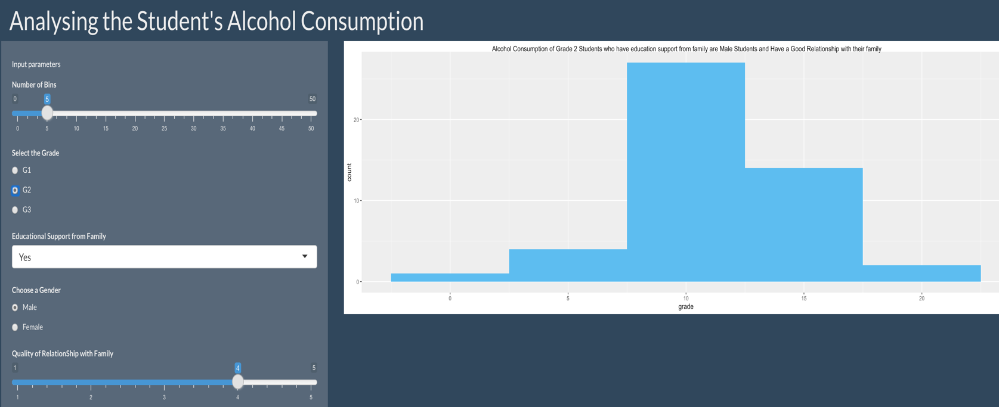 Analysing the Student's Alcohol Consumption
Input parameters
Number of Bins
0 5 50
0 5 10 15 20 25 30 35 40 45 50
Select the Grade
G1
G2
G3
Educational Support from Family
Yes
Choose a Gender
Male
Female
Quality of RelationShip with Family
1 4 5
1 2 3 4 5
Alcohol Consumption of Grade 2 Students who have education support from family are Male Students and Have a Good Relationship with their family
count
20
10
0
0 5 10 15 20
grade